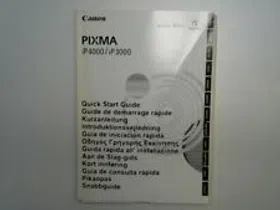 Canon
PIXMA
iP4000 / iP3000
Quick Start Guide
Guide de démarrage rapide
Kurzanleitung
Introduktionsvejledning
Guía de iniciación rápida
Οδηγός Γρήγορης Εκκίνησης
Guida rapida all' installazione
Aan de Slag-gids
Kort innføring
Guia de consulta rápida
Pikaopas
Snabbguide